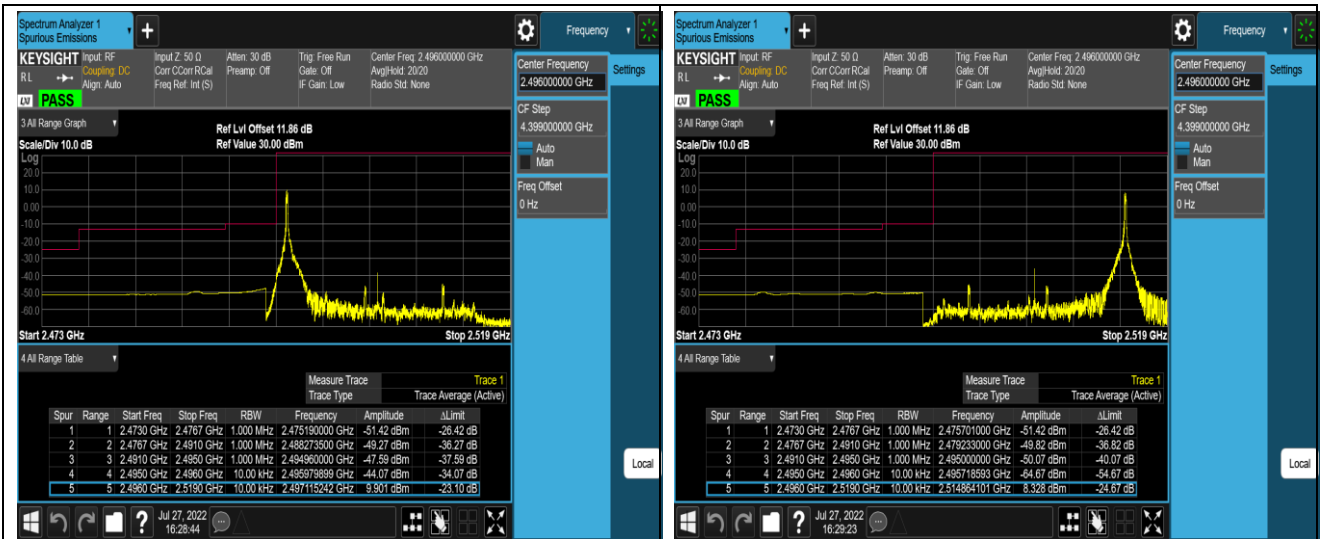 Spectrum Analyzer 1
Spurious Emissions
+
Frequency
KEYSIGHT
Input: RF
Coupling: DC
Align: Auto
Input Z: 50 Ω
Corr CCorr RCal
Freq Ref: Int (S)
Atten: 30 dB
Preamp: Off
Trig: Free Run
Gate: Off
IF Gain: Low
Center Freq: 2.496000000 GHz
Avg|Hold: 20/20
Radio Std: None
RL
LXI
PASS
Center Frequency
2.496000000 GHz
Settings
CF Step
4.399000000 GHz
Auto
Man
Freq Offset
0 Hz
3 All Range Graph
Ref Lvl Offset 11.86 dB
Scale/Div 10.0 dB
Ref Value 30.00 dBm
Log
20.0
10.0
0.00
-10.0
-20.0
-30.0
-40.0
-50.0
-60.0
Start 2.473 GHz
Stop 2.519 GHz
4 All Range Table
Measure Trace Trace 1
Trace Type Trace Average (Active)
Spur Range Start Freq Stop Freq RBW Frequency Amplitude ΔLimit
1 1 2.4730 GHz 2.4767 GHz 1.000 MHz 2.475190000 GHz -51.42 dBm -26.42 dB
2 2 2.4767 GHz 2.4910 GHz 1.000 MHz 2.488273500 GHz -49.27 dBm -36.27 dB
3 3 2.4910 GHz 2.4950 GHz 1.000 MHz 2.494960000 GHz -47.59 dBm -37.59 dB
4 4 2.4950 GHz 2.4960 GHz 10.00 kHz 2.495979899 GHz -44.07 dBm -34.07 dB
5 5 2.4960 GHz 2.5190 GHz 10.00 kHz 2.497115242 GHz 9.901 dBm -23.10 dB
Local
?
Jul 27, 2022
16:28:44
Spectrum Analyzer 1
Spurious Emissions
+
Frequency
KEYSIGHT
Input: RF
Coupling: DC
Align: Auto
Input Z: 50 Ω
Corr CCorr RCal
Freq Ref: Int (S)
Atten: 30 dB
Preamp: Off
Trig: Free Run
Gate: Off
IF Gain: Low
Center Freq: 2.496000000 GHz
Avg|Hold: 20/20
Radio Std: None
RL
LXI
PASS
Center Frequency
2.496000000 GHz
Settings
CF Step
4.399000000 GHz
Auto
Man
Freq Offset
0 Hz
3 All Range Graph
Ref Lvl Offset 11.86 dB
Scale/Div 10.0 dB
Ref Value 30.00 dBm
Log
20.0
10.0
0.00
-10.0
-20.0
-30.0
-40.0
-50.0
-60.0
Start 2.473 GHz
Stop 2.519 GHz
4 All Range Table
Measure Trace Trace 1
Trace Type Trace Average (Active)
Spur Range Start Freq Stop Freq RBW Frequency Amplitude ΔLimit
1 1 2.4730 GHz 2.4767 GHz 1.000 MHz 2.475701000 GHz -51.42 dBm -26.42 dB
2 2 2.4767 GHz 2.4910 GHz 1.000 MHz 2.479233000 GHz -49.82 dBm -36.82 dB
3 3 2.4910 GHz 2.4950 GHz 1.000 MHz 2.495000000 GHz -50.07 dBm -40.07 dB
4 4 2.4950 GHz 2.4960 GHz 10.00 kHz 2.495718593 GHz -64.67 dBm -54.67 dB
5 5 2.4960 GHz 2.5190 GHz 10.00 kHz 2.514864101 GHz 8.328 dBm -24.67 dB
Local
?
Jul 27, 2022
16:29:23